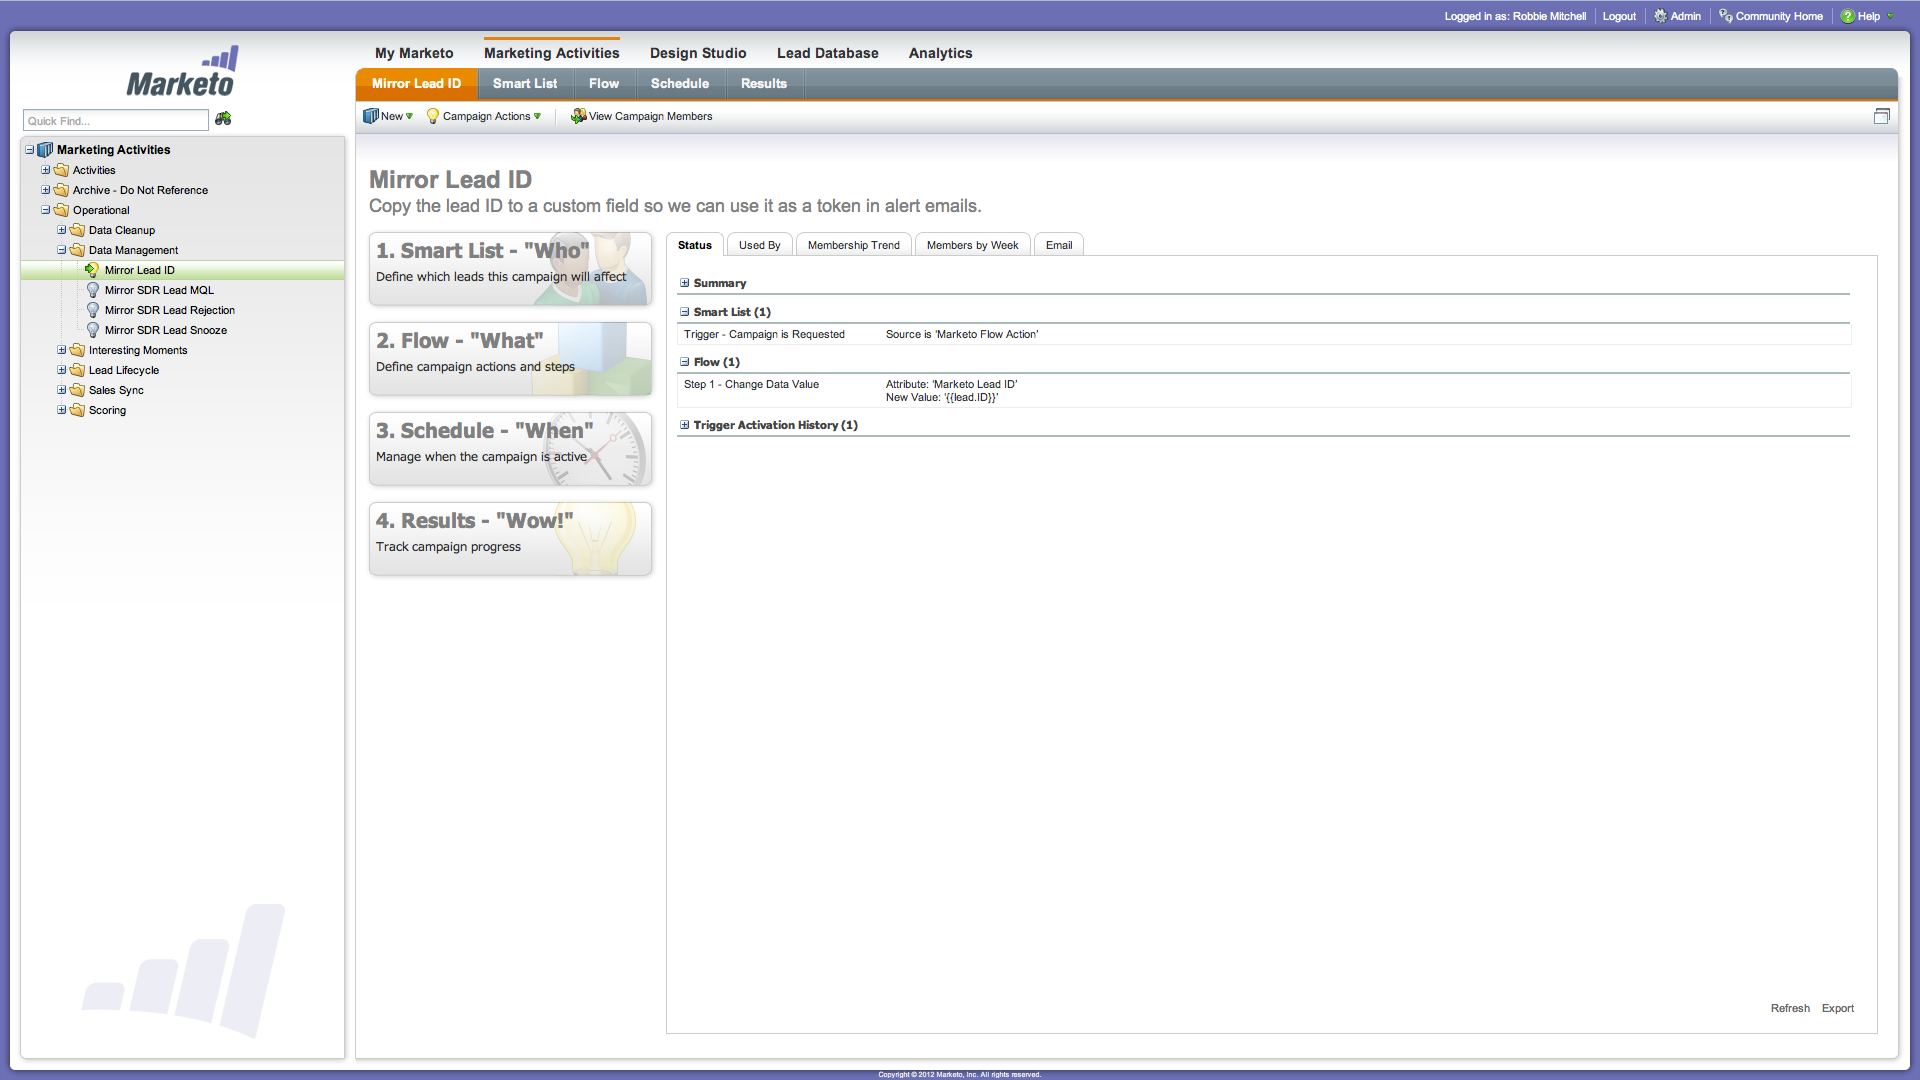 Logged in as: Robbie Mitchell Logout Admin Community Home Help
Marketo
My Marketo Marketing Activities Design Studio Lead Database Analytics
Mirror Lead ID Smart List Flow Schedule Results
Quick Find...
New Campaign Actions View Campaign Members
Marketing Activities
Activities
Archive - Do Not Reference
Operational
Data Cleanup
Data Management
Mirror Lead ID
Mirror SDR Lead MQL
Mirror SDR Lead Rejection
Mirror SDR Lead Snooze
Interesting Moments
Lead Lifecycle
Sales Sync
Scoring
Mirror Lead ID
Copy the lead ID to a custom field so we can use it as a token in alert emails.
1. Smart List - "Who"
Define which leads this campaign will affect
2. Flow - "What"
Define campaign actions and steps
3. Schedule - "When"
Manage when the campaign is active
4. Results - "Wow!"
Track campaign progress
Status Used By Membership Trend Members by Week Email
Summary
Smart List (1)
Trigger - Campaign is Requested Source is 'Marketo Flow Action'
Flow (1)
Step 1 - Change Data Value Attribute: 'Marketo Lead ID'
New Value: '{{lead.ID}}'
Trigger Activation History (1)
Refresh Export
Copyright © 2012 Marketo, Inc. All rights reserved.